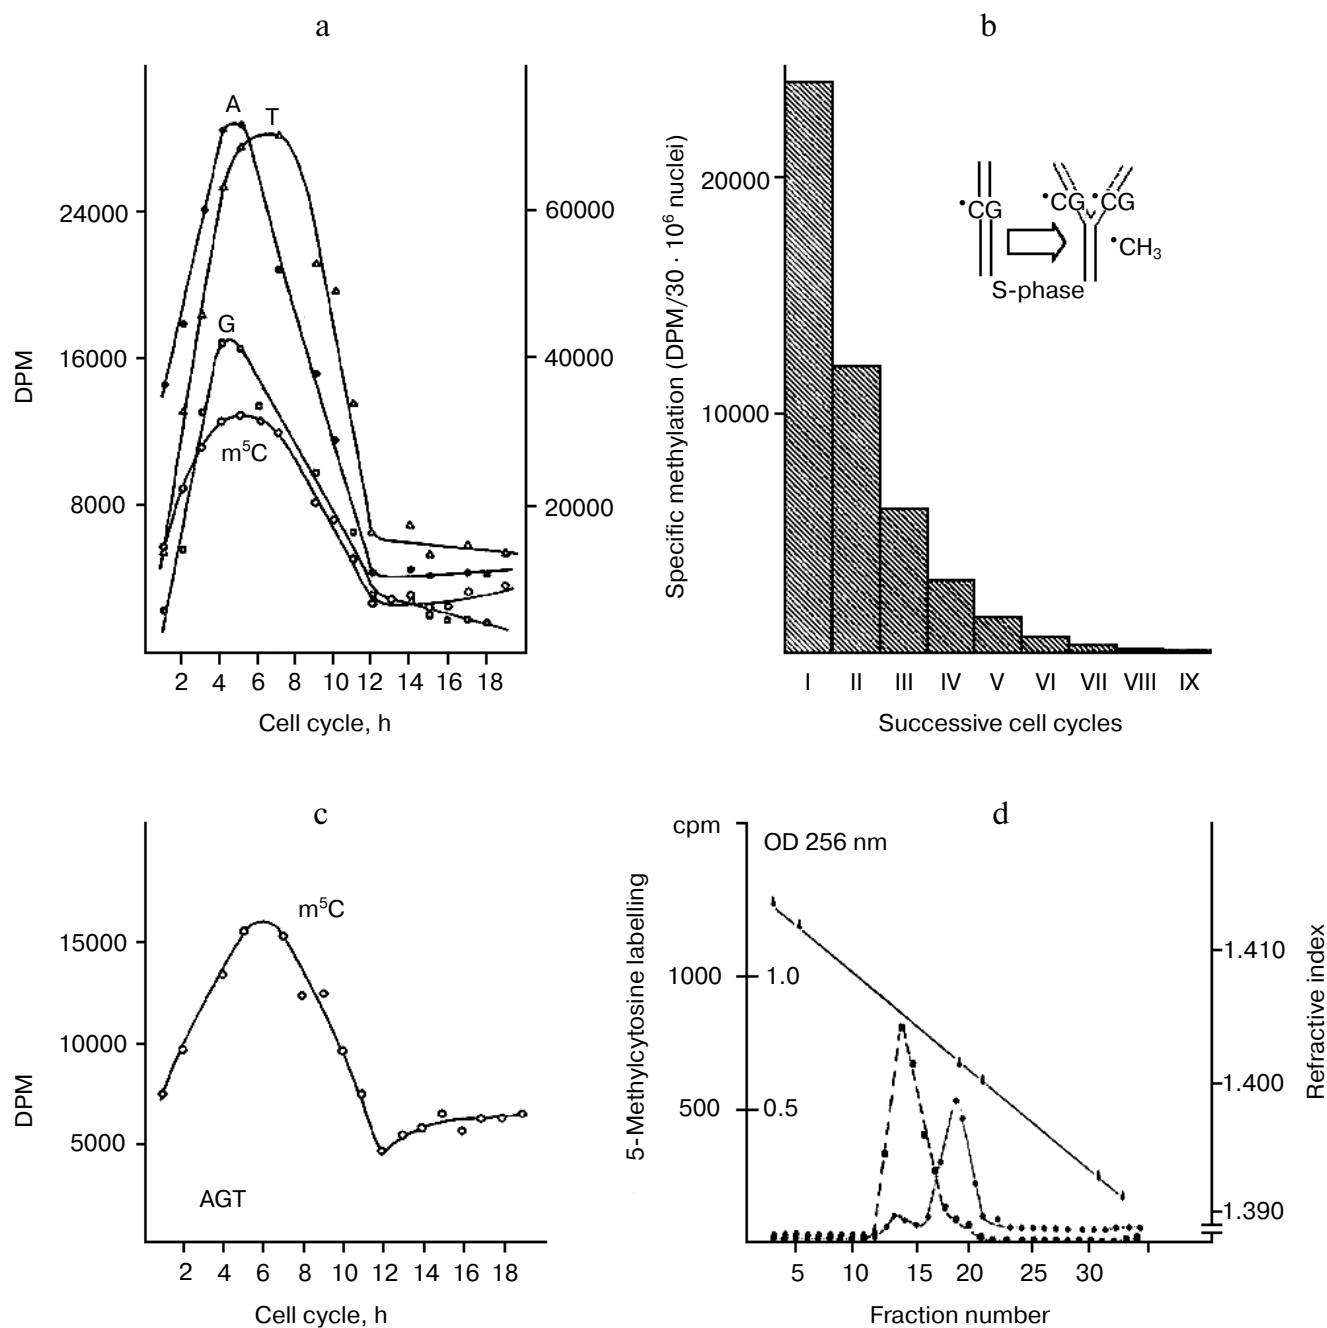 a
A
T
G
m⁵C
24000
16000
8000
60000
40000
20000
DPM
2 4 6 8 10 12 14 16 18
Cell cycle, h
b
20000
10000
Specific methylation (DPM/30 · 10⁶ nuclei)
•CG
•CG •CG
•CH₃
S-phase
I II III IV V VI VII VIII IX
Successive cell cycles
c
m⁵C
15000
10000
5000
DPM
AGT
2 4 6 8 10 12 14 16 18
Cell cycle, h
d
cpm
OD 256 nm
1000
1.0
500
0.5
5-Methylcytosine labelling
1.410
1.400
1.390
Refractive index
5 10 15 20 30
Fraction number